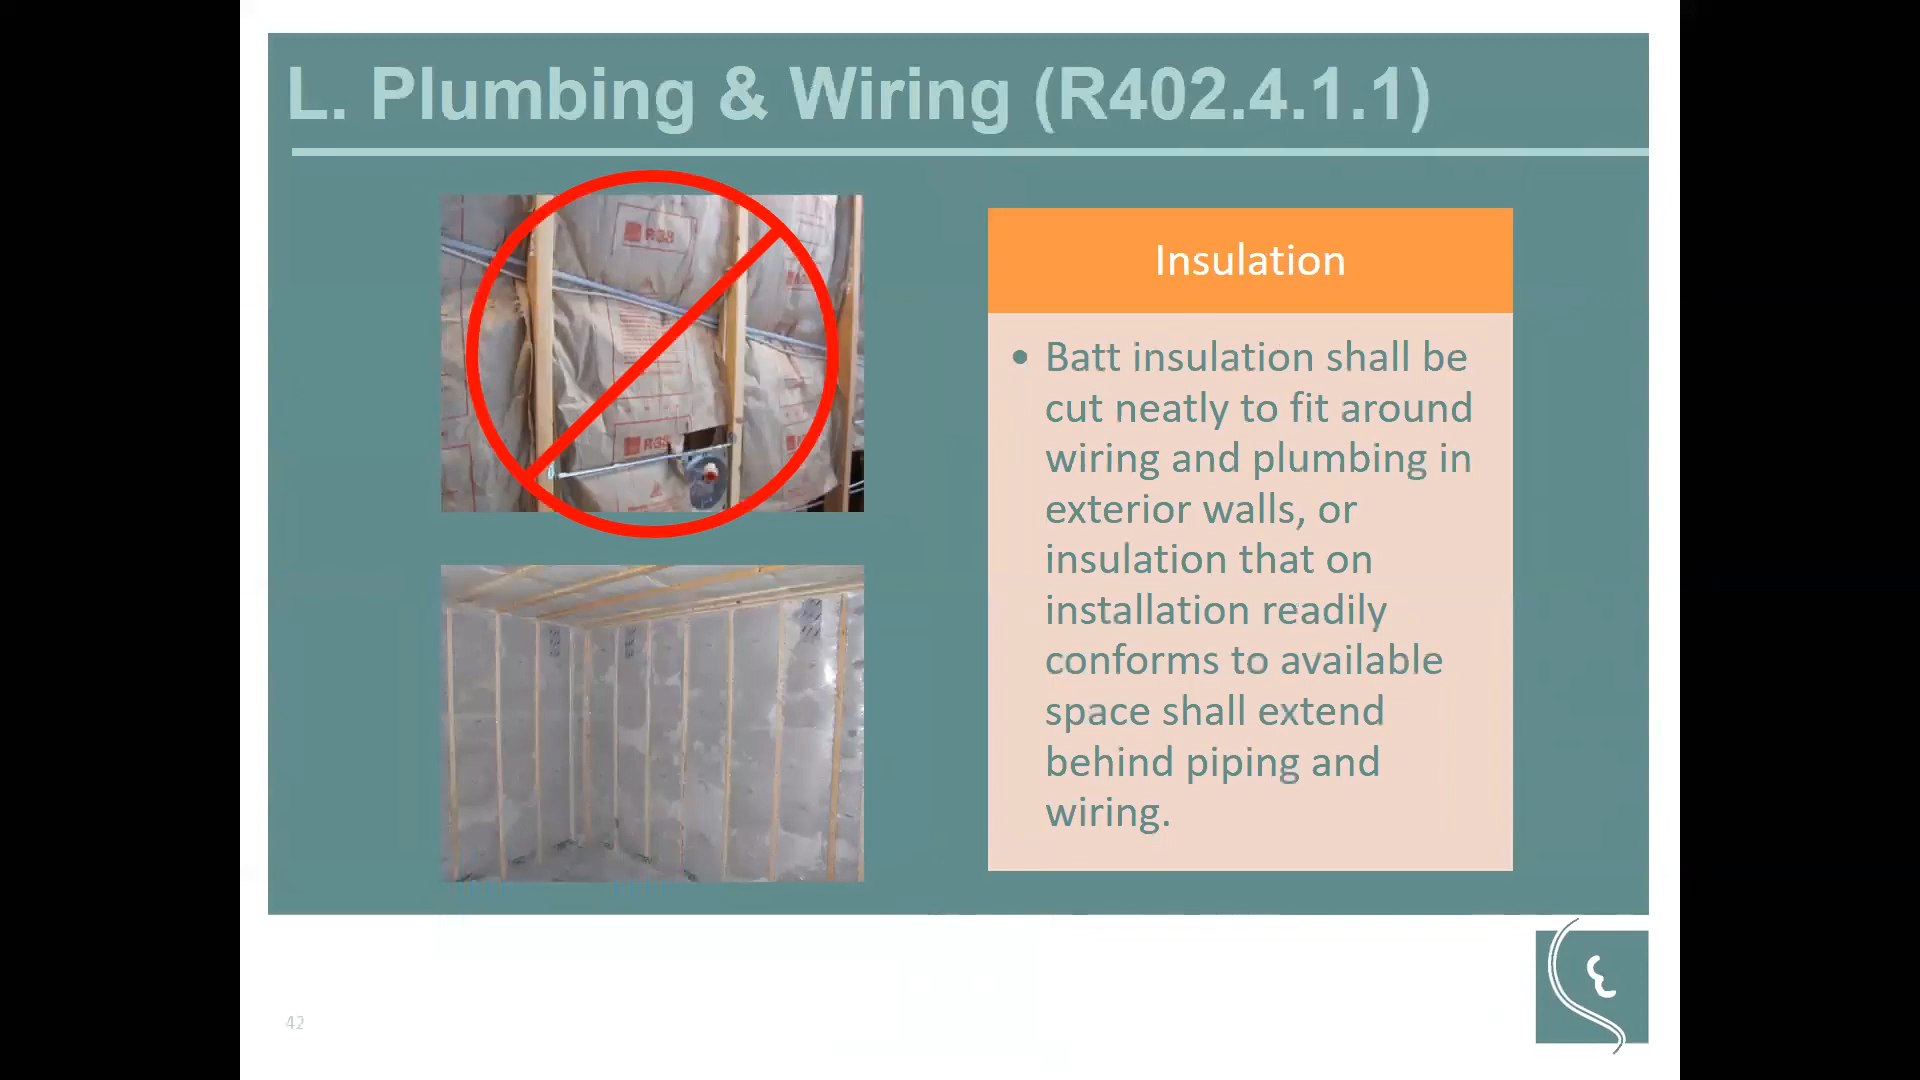 L. Plumbing & Wiring (R402.4.1.1)
R38
R38
Insulation
• Batt insulation shall be
cut neatly to fit around
wiring and plumbing in
exterior walls, or
insulation that on
installation readily
conforms to available
space shall extend
behind piping and
wiring.
42